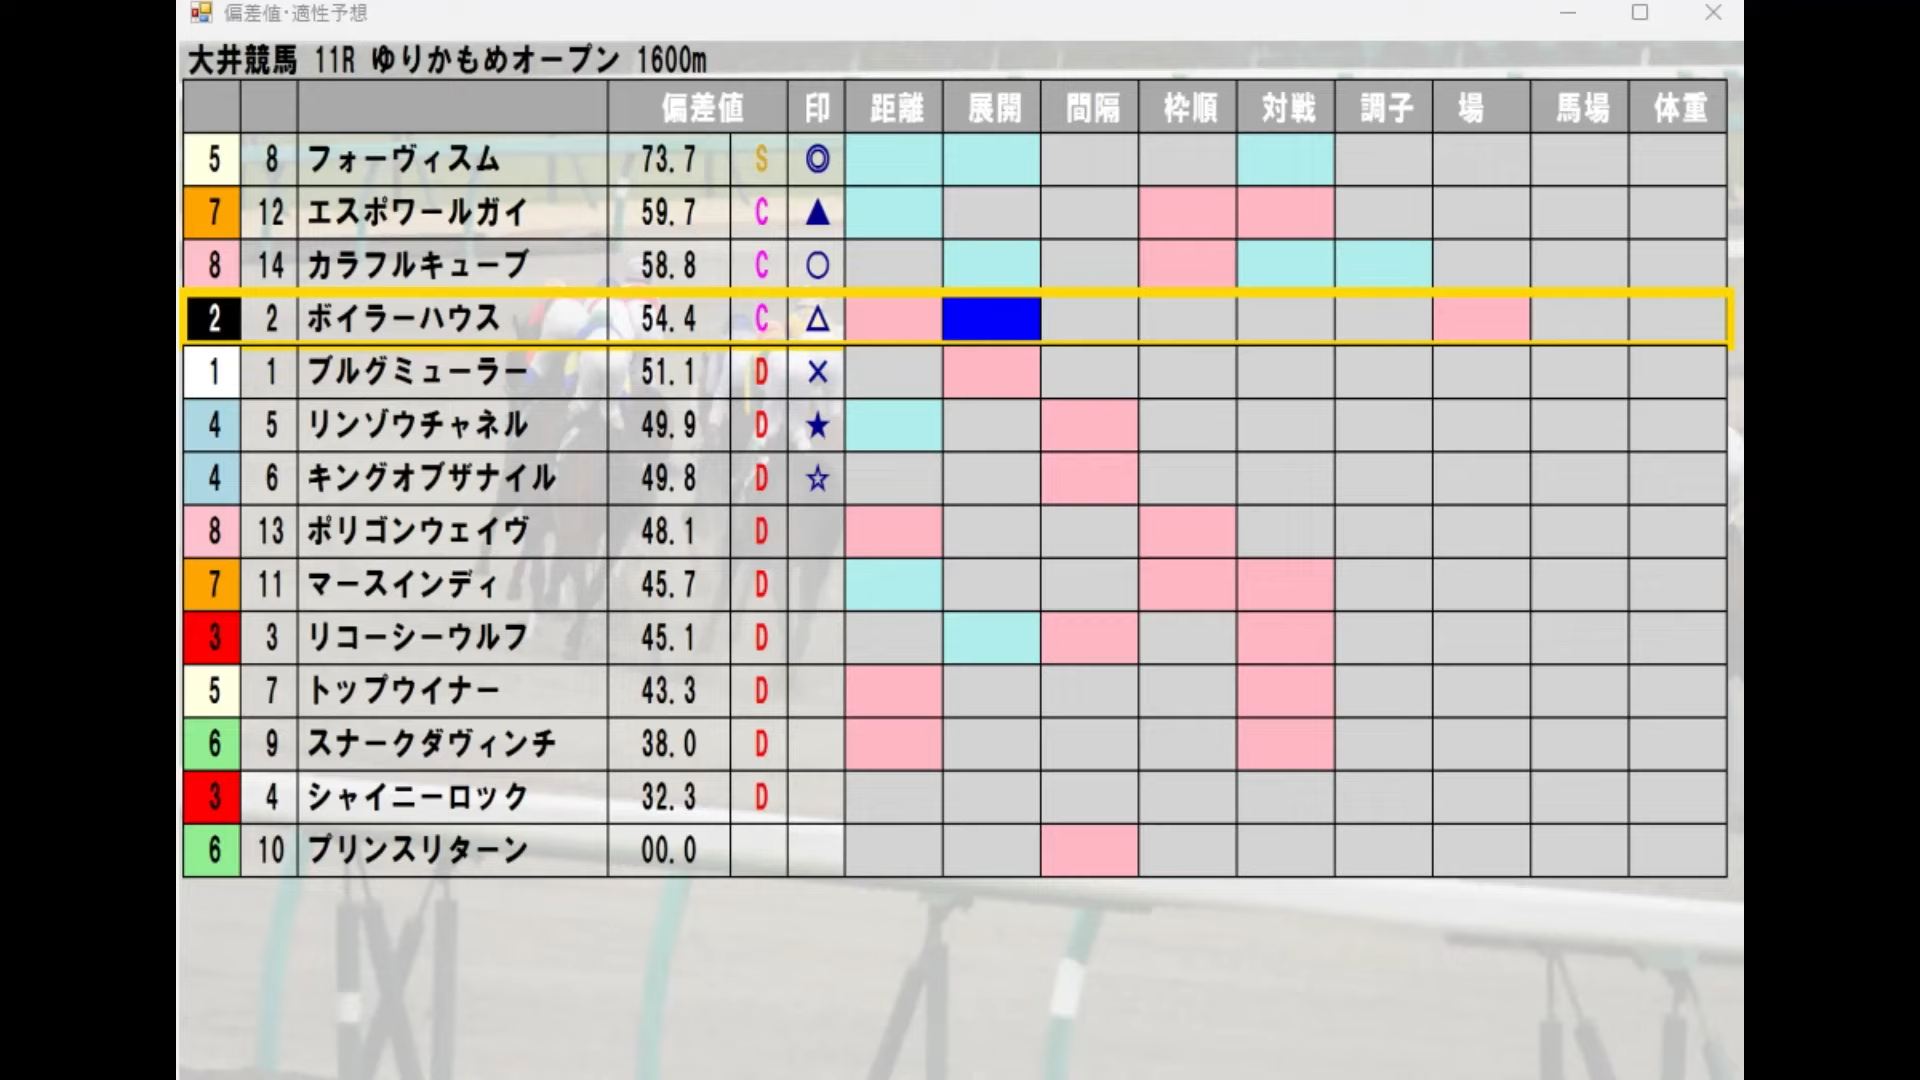 偏差値・適性予想
大井競馬 11R ゆりかもめオープン 1600m
偏差値 印 距離 展開 間隔 枠順 対戦 調子 場 馬場 体重
5 8 フォーヴィスム 73.7 S ◎
7 12 エスポワールガイ 59.7 C ▲
8 14 カラフルキューブ 58.8 C ○
2 2 ボイラーハウス 54.4 C △
1 1 ブルグミューラー 51.1 D ×
4 5 リンゾウチャネル 49.9 D ★
4 6 キングオブザナイル 49.8 D ☆
8 13 ポリゴンウェイヴ 48.1 D
7 11 マースインディ 45.7 D
3 3 リコーシーウルフ 45.1 D
5 7 トップウイナー 43.3 D
6 9 スナークダヴィンチ 38.0 D
3 4 シャイニーロック 32.3 D
6 10 プリンスリターン 00.0